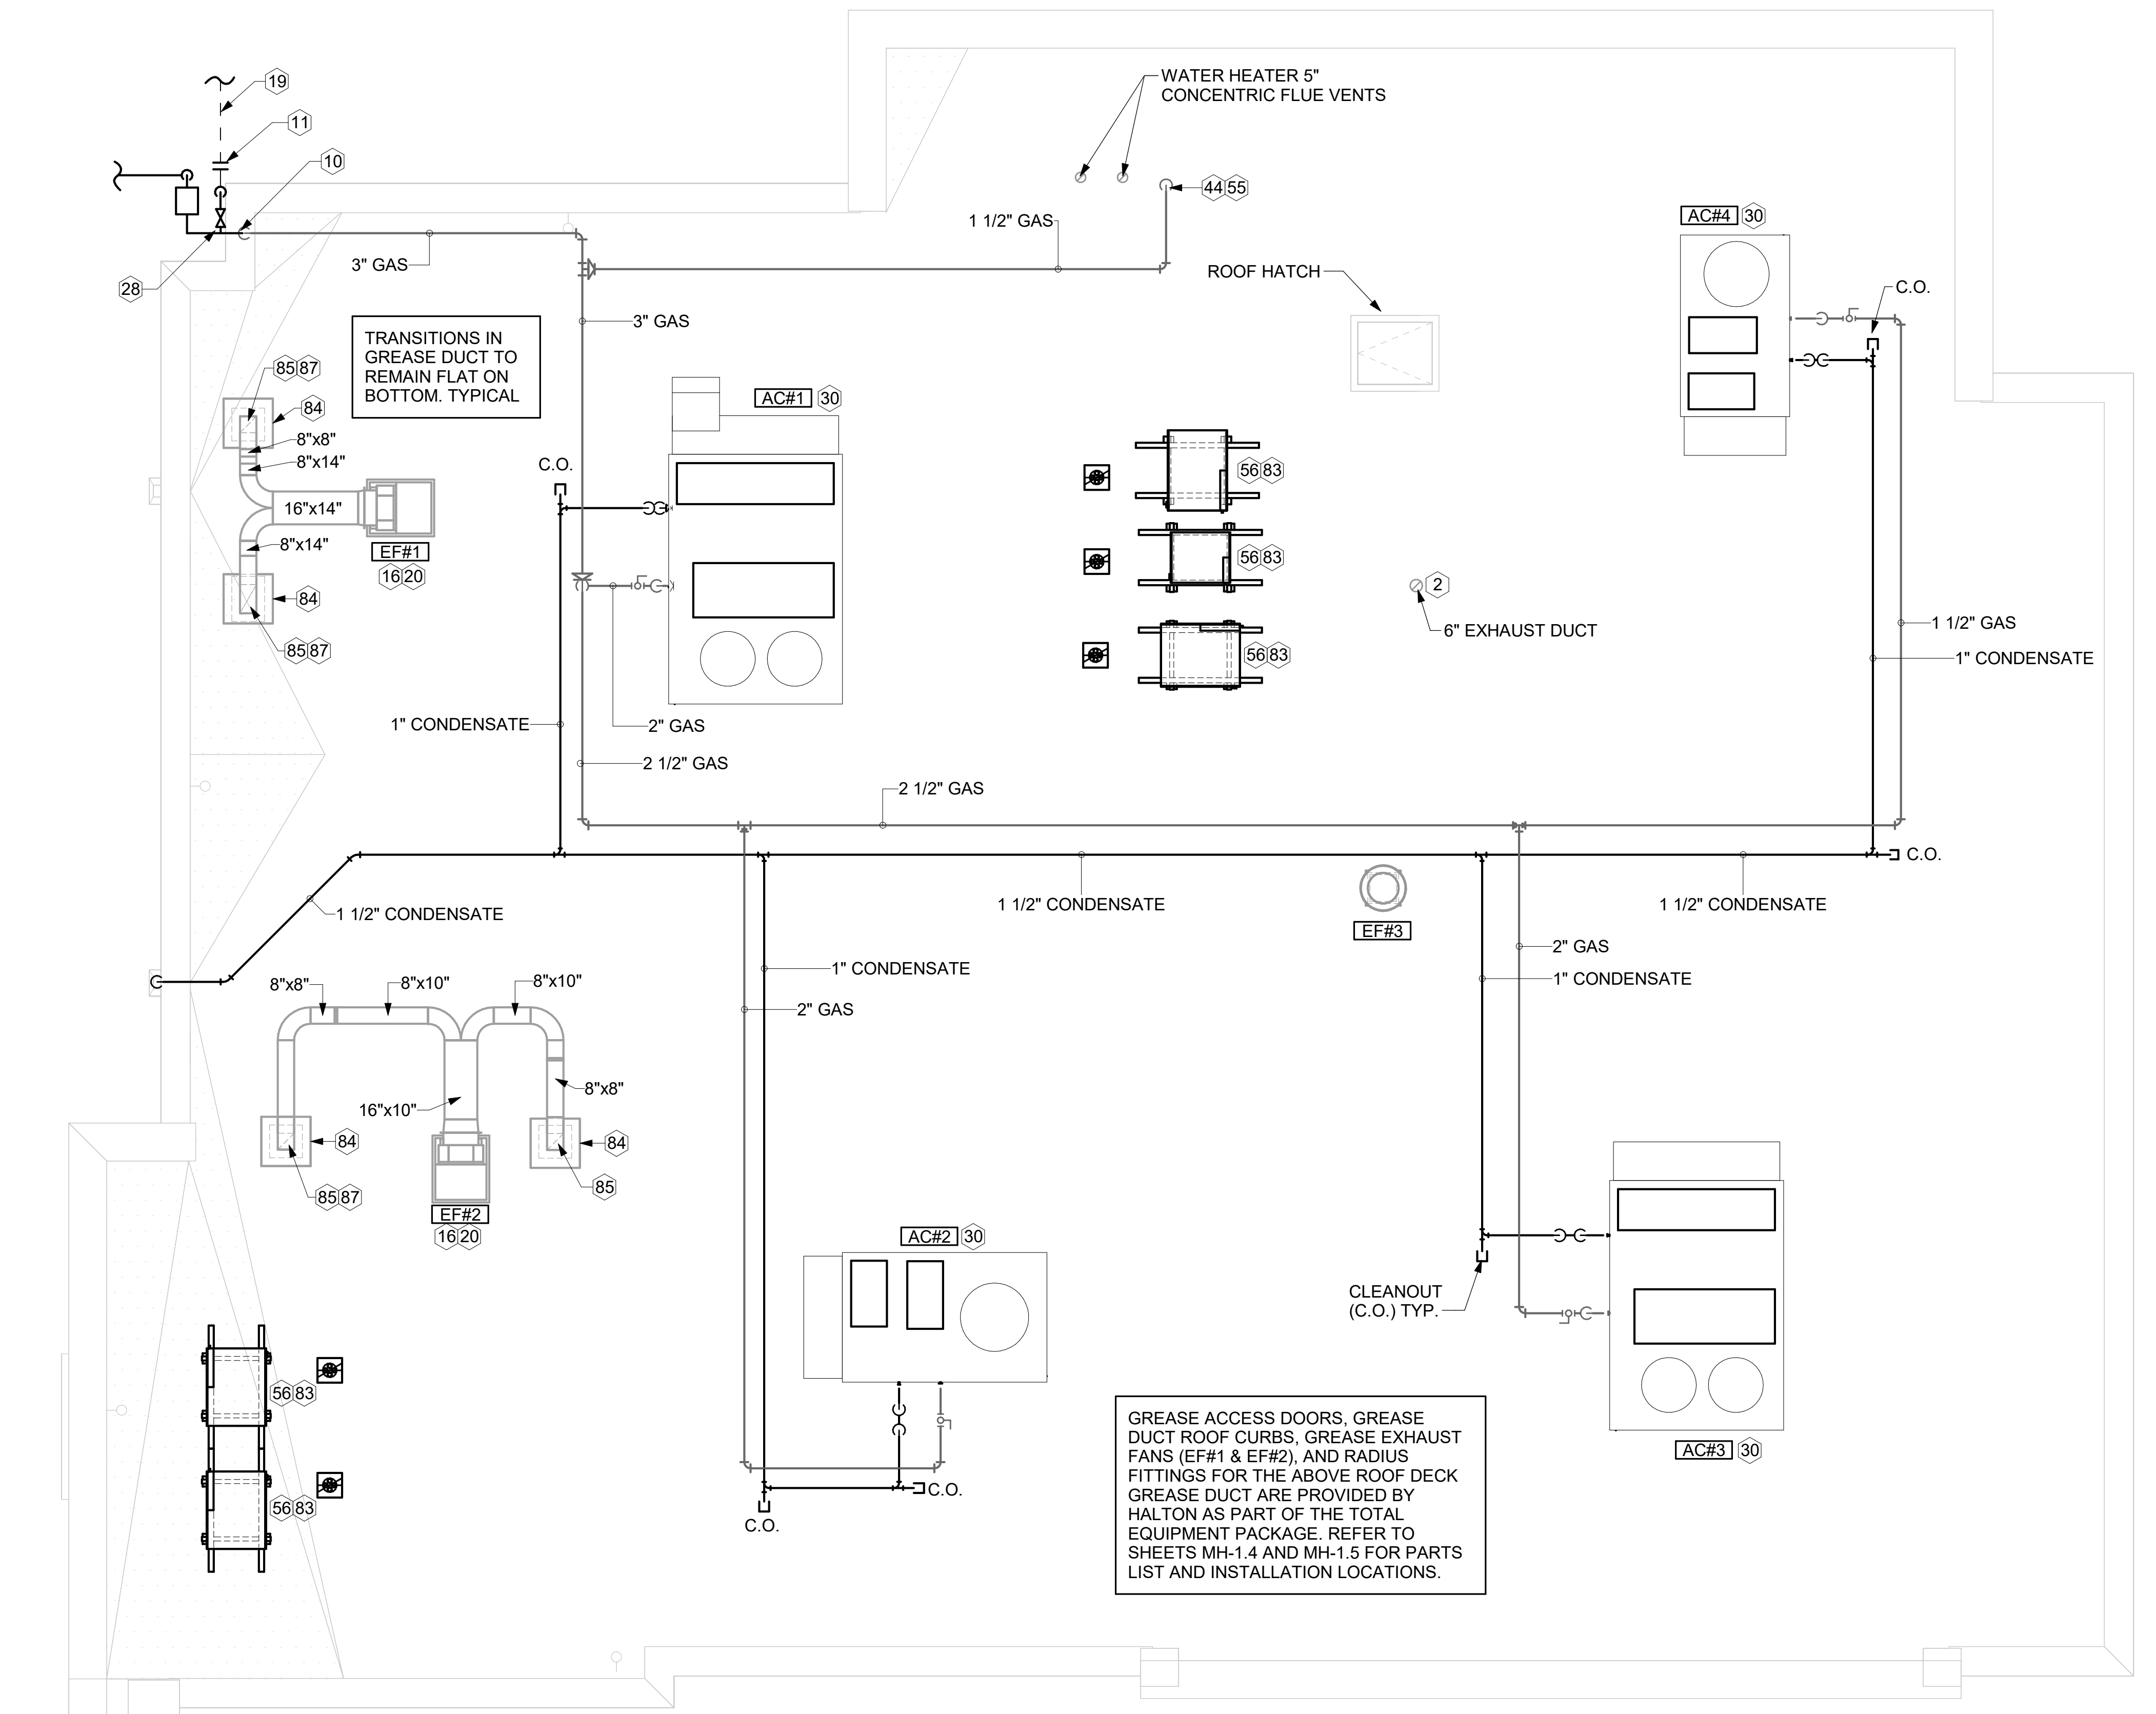 19
11
10
28
WATER HEATER 5"
CONCENTRIC FLUE VENTS
44 55
1 1/2" GAS
3" GAS
3" GAS
ROOF HATCH
AC#4 30
C.O.
TRANSITIONS IN
GREASE DUCT TO
REMAIN FLAT ON
BOTTOM. TYPICAL
85 87
84
8"x8"
8"x14"
16"x14"
8"x14"
EF#1
16 20
84
85 87
AC#1 30
C.O.
56 83
56 83
56 83
2
6" EXHAUST DUCT
1 1/2" GAS
1" CONDENSATE
1" CONDENSATE
2" GAS
2 1/2" GAS
2 1/2" GAS
C.O.
1 1/2" CONDENSATE
1 1/2" CONDENSATE
1 1/2" CONDENSATE
EF#3
2" GAS
1" CONDENSATE
1" CONDENSATE
2" GAS
8"x8"
8"x10"
8"x10"
8"x8"
16"x10"
84
84
85 87
85
EF#2
16 20
AC#2 30
CLEANOUT
(C.O.) TYP.
AC#3 30
56 83
56 83
C.O.
C.O.
GREASE ACCESS DOORS, GREASE
DUCT ROOF CURBS, GREASE EXHAUST
FANS (EF#1 & EF#2), AND RADIUS
FITTINGS FOR THE ABOVE ROOF DECK
GREASE DUCT ARE PROVIDED BY
HALTON AS PART OF THE TOTAL
EQUIPMENT PACKAGE. REFER TO
SHEETS MH-1.4 AND MH-1.5 FOR PARTS
LIST AND INSTALLATION LOCATIONS.